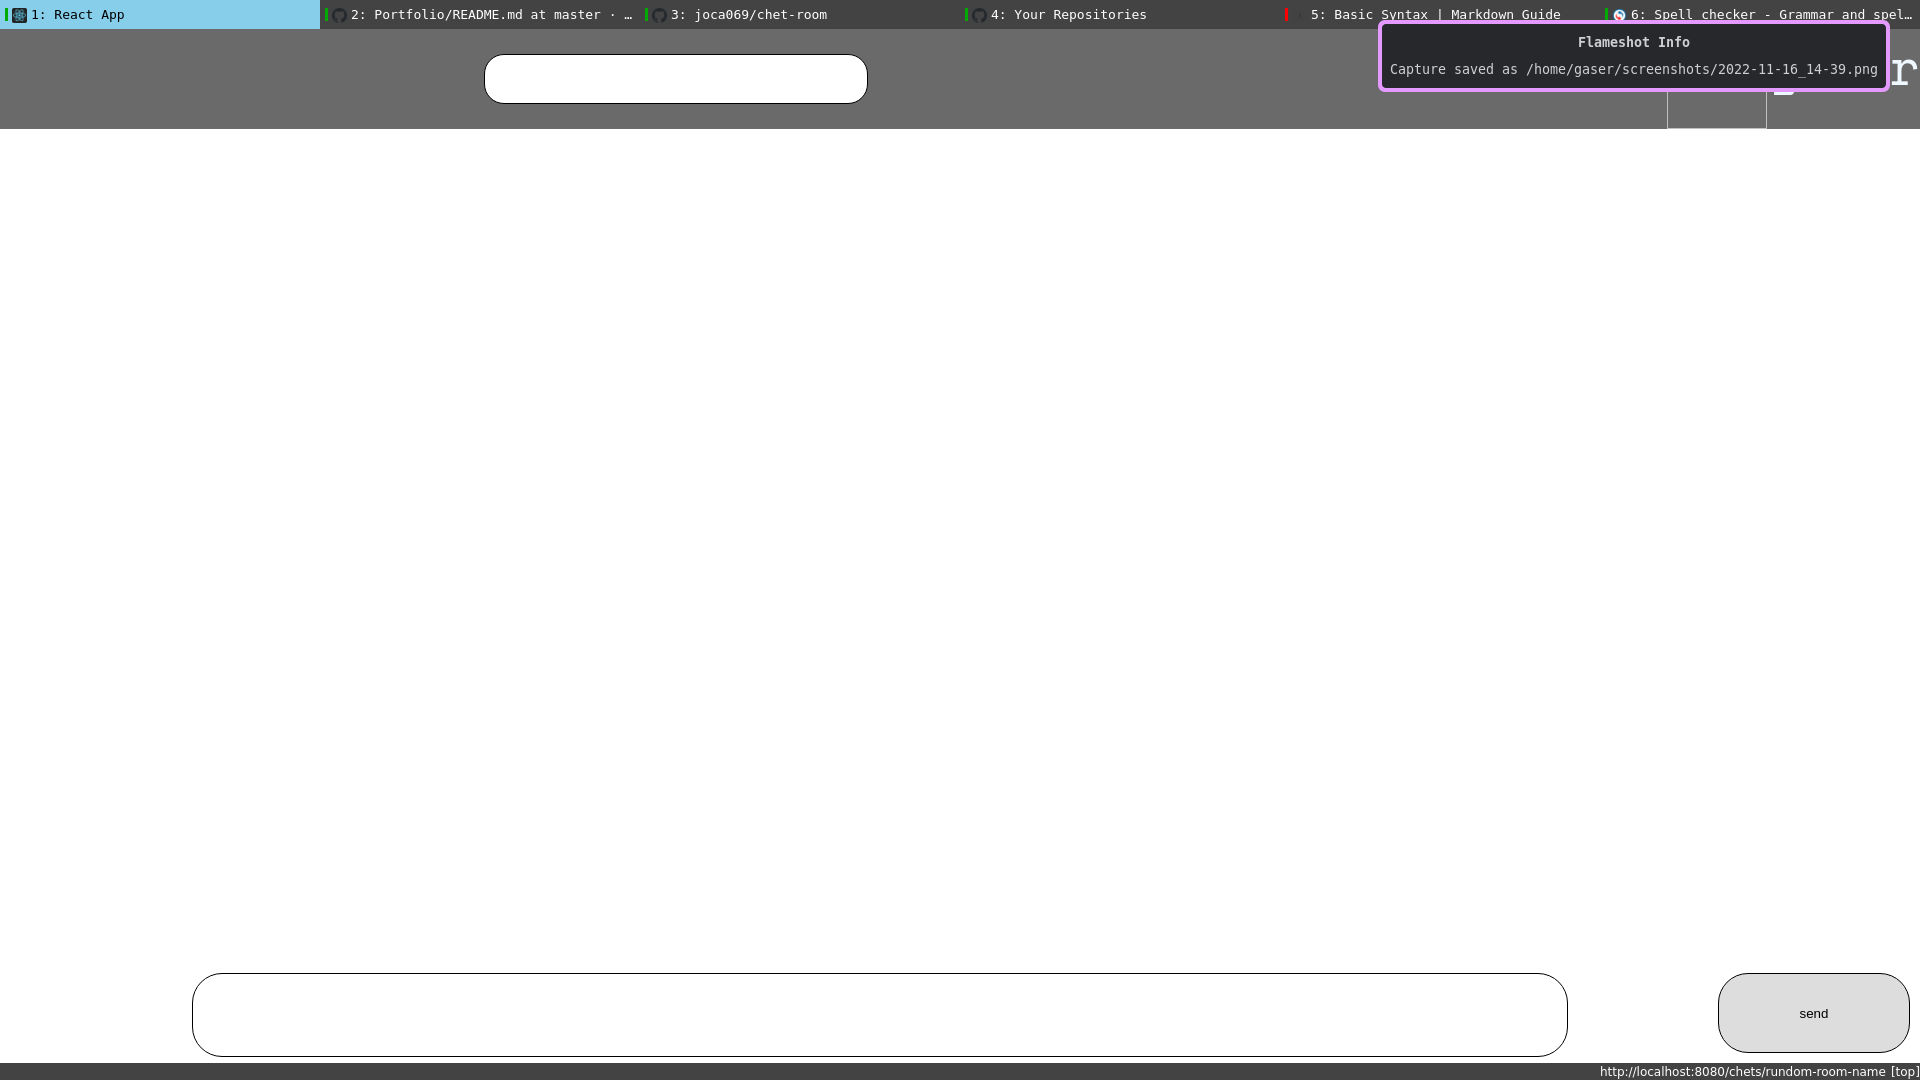 1: React App
2: Portfolio/README.md at master · …
3: joca069/chet-room
4: Your Repositories
5: Basic Syntax | Markdown Guide
6: Spell checker - Grammar and spel…
Flameshot Info
Capture saved as /home/gaser/screenshots/2022-11-16_14-39.png
send
http://localhost:8080/chets/rundom-room-name [top]